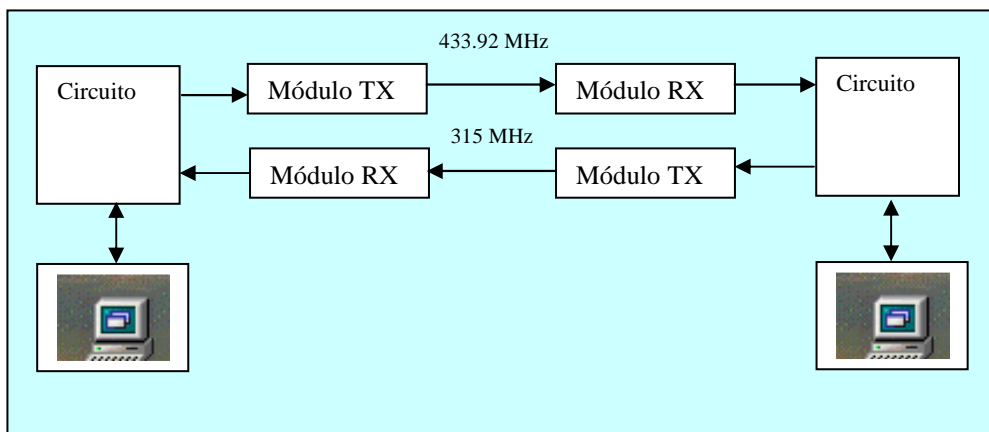 433.92 MHz
Circuito
Módulo TX
Módulo RX
Circuito
315 MHz
Módulo RX
Módulo TX